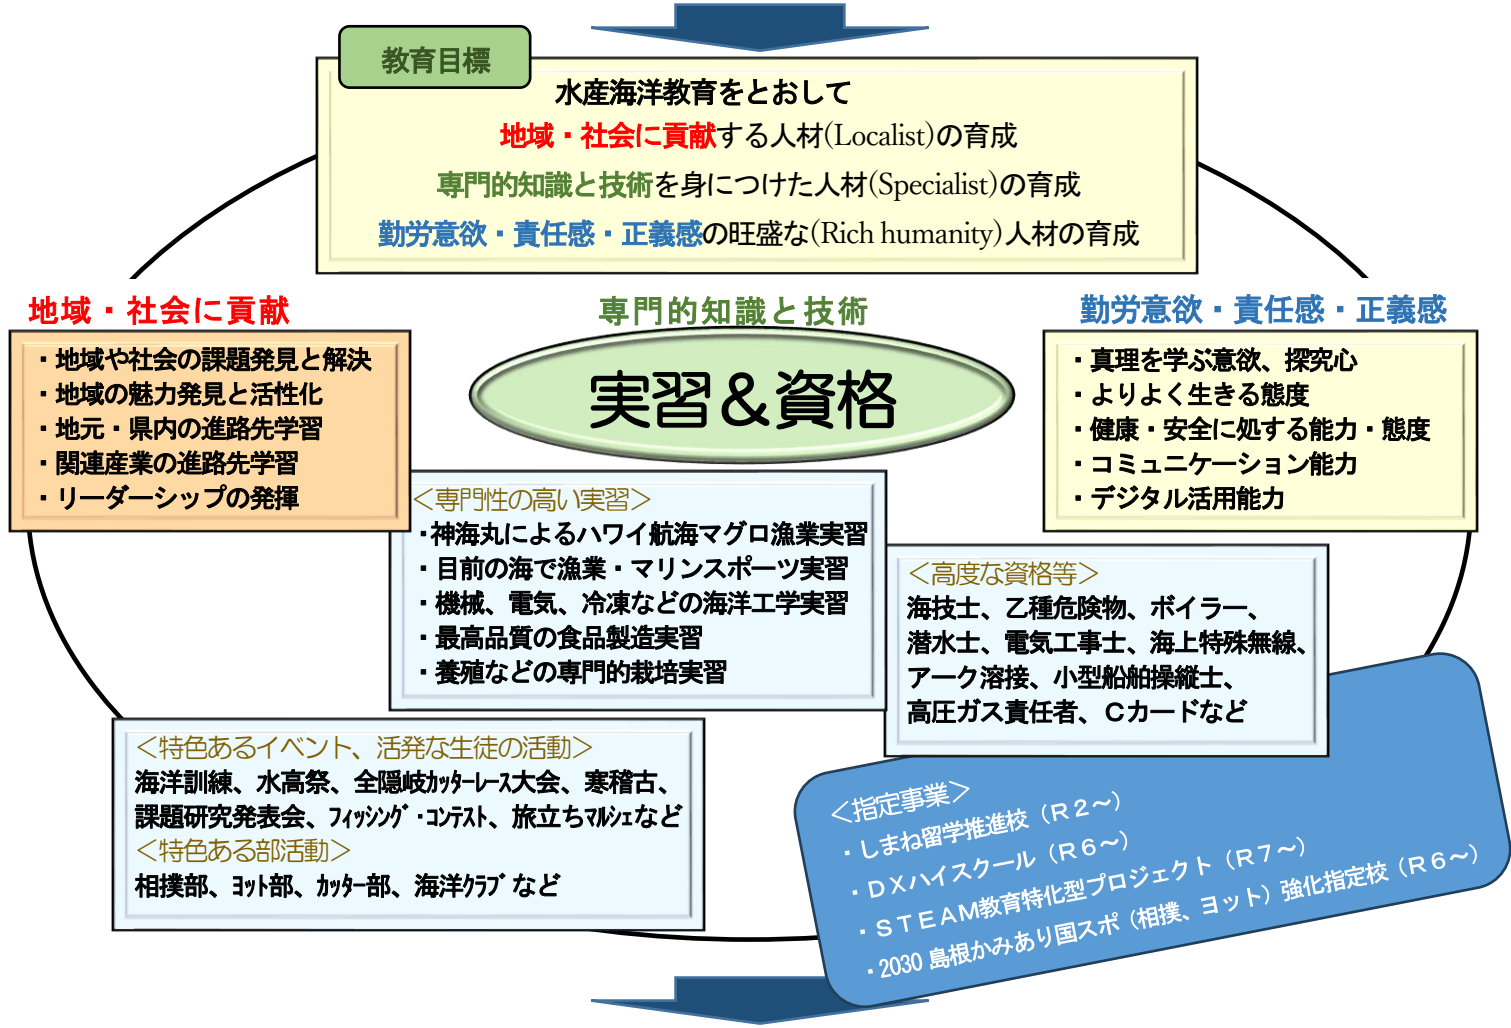 教育目標
水産海洋教育をとおして
地域・社会に貢献する人材(Localist)の育成
専門的知識と技術を身につけた人材(Specialist)の育成
勤労意欲・責任感・正義感の旺盛な(Rich humanity)人材の育成
地域・社会に貢献
・地域や社会の課題発見と解決
・地域の魅力発見と活性化
・地元・県内の進路先学習
・関連産業の進路先学習
・リーダーシップの発揮
専門的知識と技術
実習＆資格
勤労意欲・責任感・正義感
・真理を学ぶ意欲、探究心
・よりよく生きる態度
・健康・安全に処する能力・態度
・コミュニケーション能力
・デジタル活用能力
＜専門性の高い実習＞
・神海丸によるハワイ航海マグロ漁業実習
・目前の海で漁業・マリンスポーツ実習
・機械、電気、冷凍などの海洋工学実習
・最高品質の食品製造実習
・養殖などの専門的栽培実習
＜高度な資格等＞
海技士、乙種危険物、ボイラー、
潜水士、電気工事士、海上特殊無線、
アーク溶接、小型船舶操縦士、
高圧ガス責任者、Ｃカードなど
＜特色あるイベント、活発な生徒の活動＞
海洋訓練、水高祭、全隠岐ｶｯﾀｰﾚｰｽ大会、寒稽古、
課題研究発表会、ﾌｨｯｼﾝｸﾞ･ｺﾝﾃｽﾄ、旅立ちﾏﾙｼｪなど
＜特色ある部活動＞
相撲部、ﾖｯﾄ部、ｶｯﾀｰ部、海洋ｸﾗﾌﾞなど
＜指定事業＞
・しまね留学推進校（Ｒ２～）
・ＤＸハイスクール（Ｒ６～）
・ＳＴＥＡＭ教育特化型プロジェクト（Ｒ７～）
・2030 島根かみあり国スポ（相撲、ヨット）強化指定校（Ｒ６～）